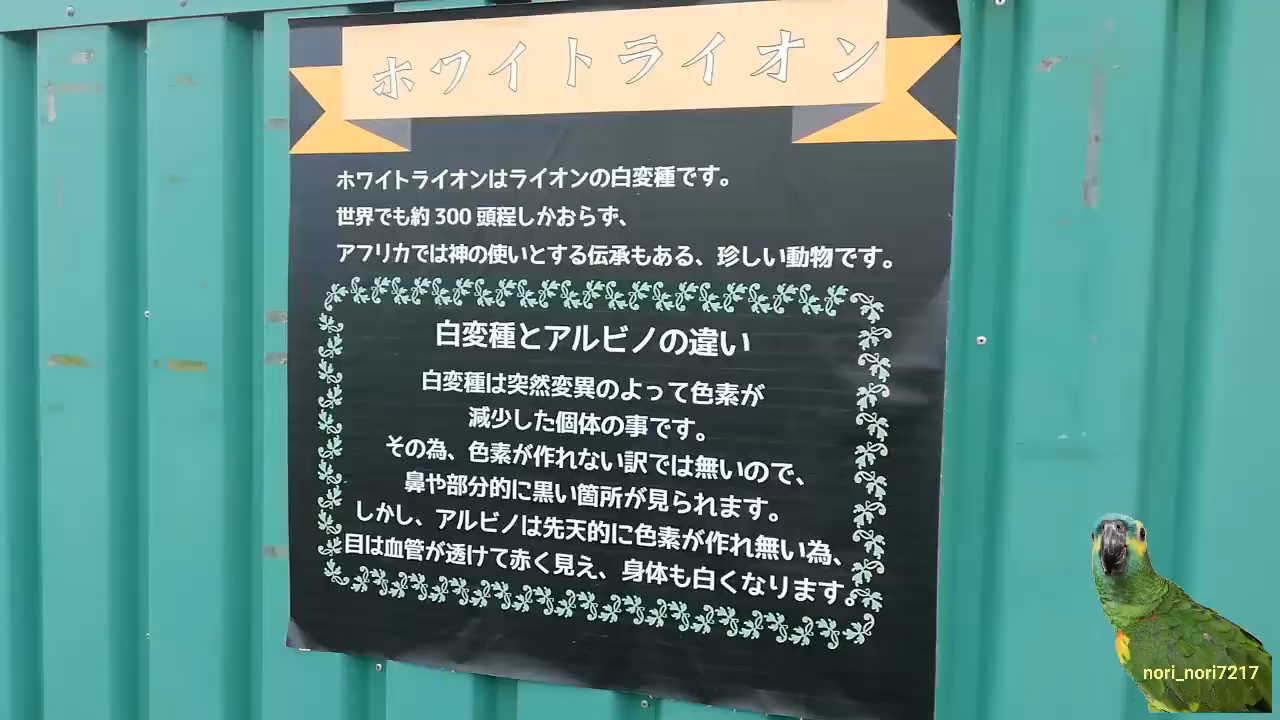 ホワイトライオン
ホワイトライオンはライオンの白変種です。
世界でも約300頭程しかおらず、
アフリカでは神の使いとする伝承もある、珍しい動物です。
白変種とアルビノの違い
白変種は突然変異のよって色素が
減少した個体の事です。
その為、色素が作れない訳では無いので、
鼻や部分的に黒い箇所が見られます。
しかし、アルビノは先天的に色素が作れ無い為、
目は血管が透けて赤く見え、身体も白くなります。
nori_nori7217